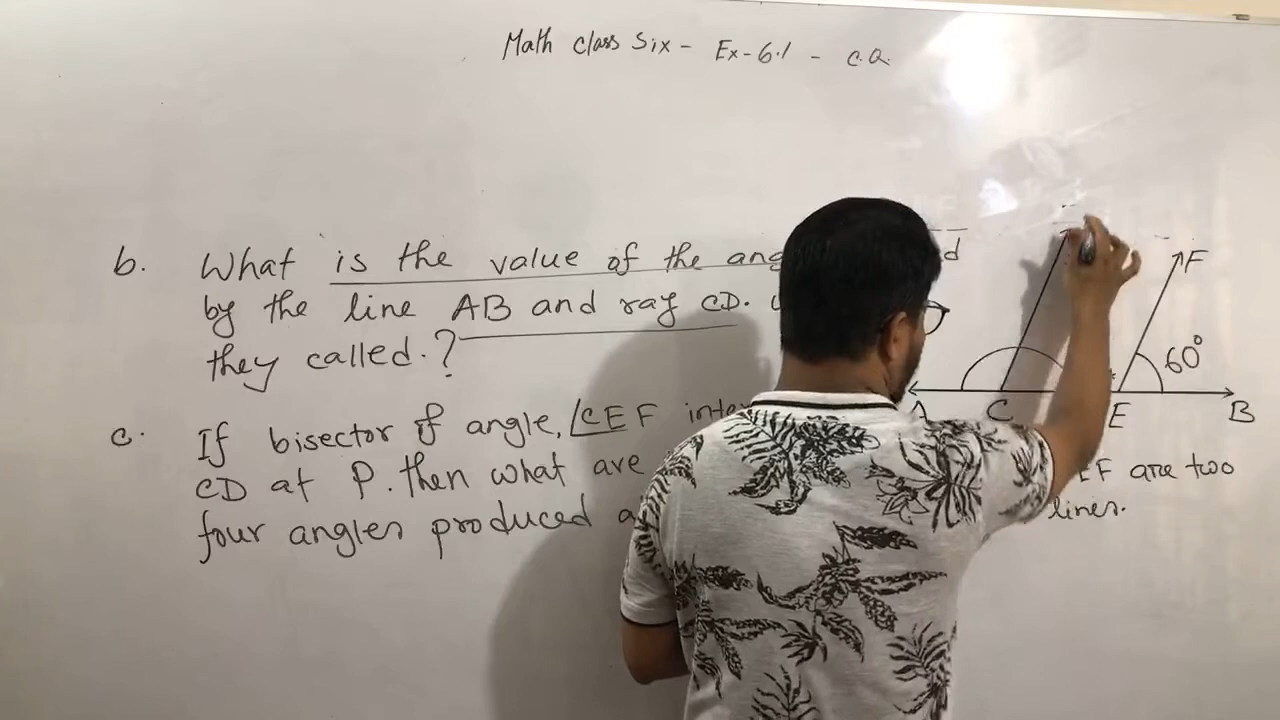 Math class Six - Ex-6.1 - C.Q.
b. What is the value of the
by the line AB and ray CD.
they called.?
c. If bisector of angle, ∠CEF
CD at P. then what are
four angles produced
F
60°
A C E B
EF are two
lines.